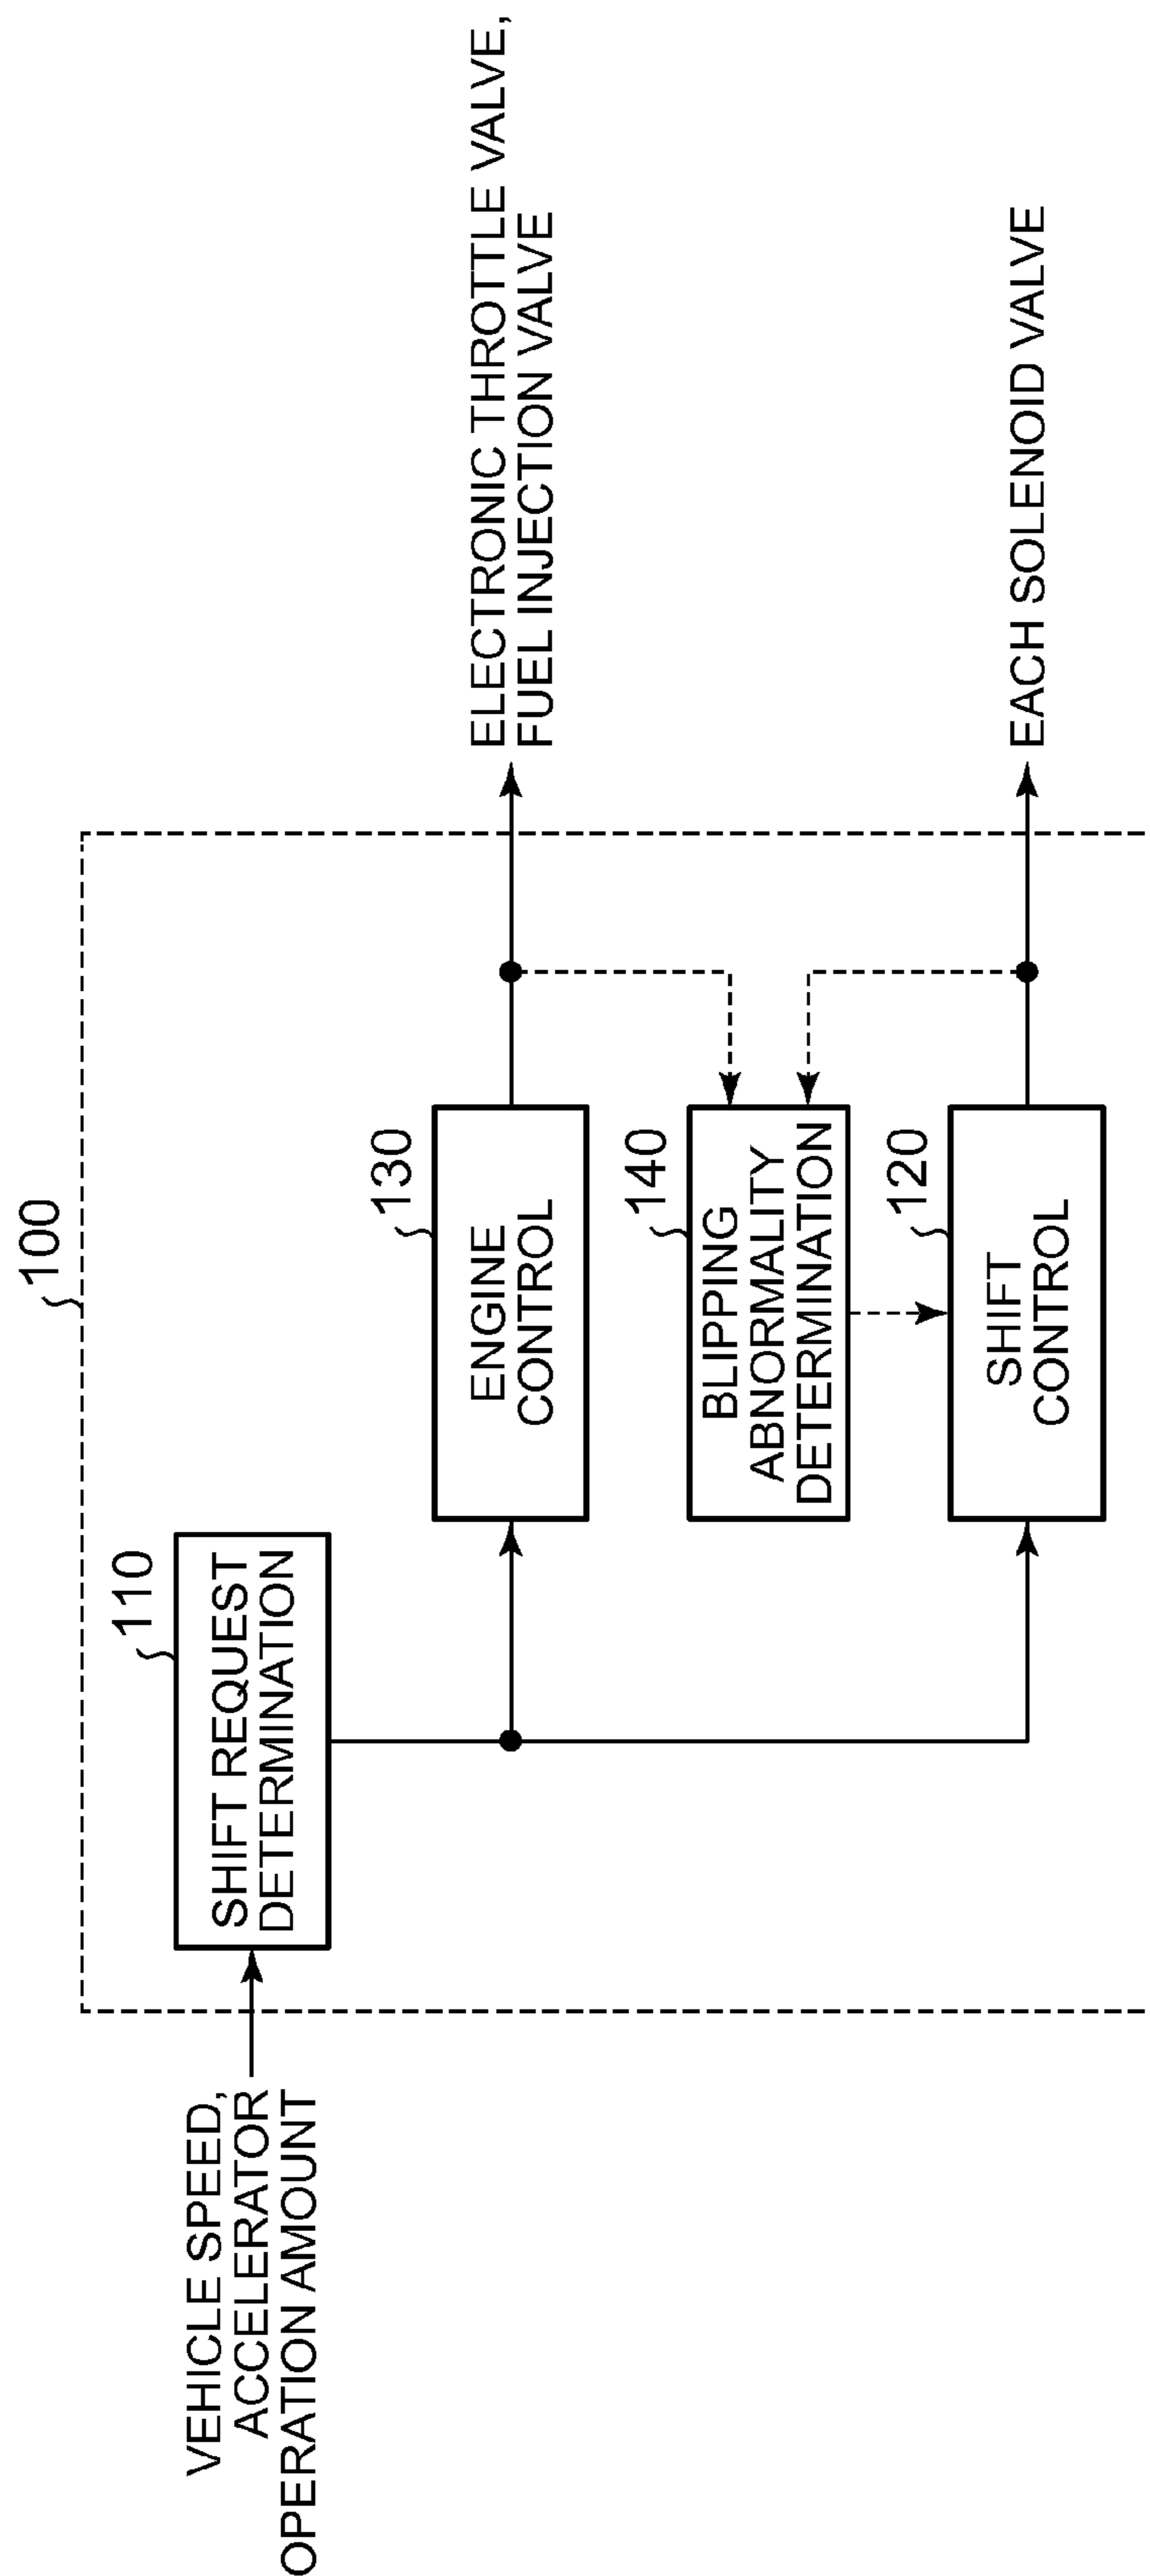 100
110
SHIFT REQUEST
DETERMINATION
VEHICLE SPEED,
ACCELERATOR
OPERATION AMOUNT
130
ENGINE
CONTROL
ELECTRONIC THROTTLE VALVE,
FUEL INJECTION VALVE
140
BLIPPING
ABNORMALITY
DETERMINATION
120
SHIFT
CONTROL
EACH SOLENOID VALVE